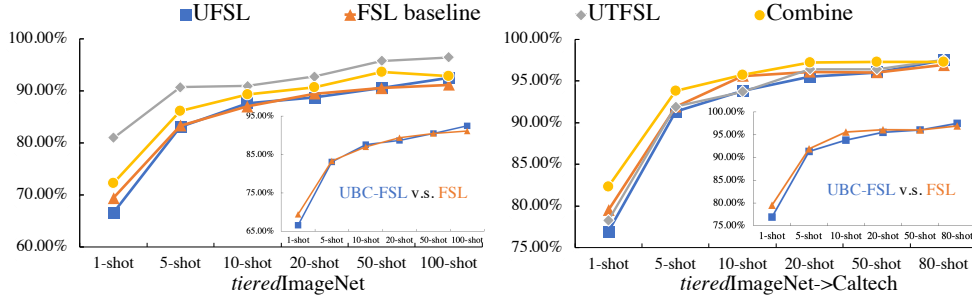 UFSL FSL baseline UTFSL Combine
100.00%
90.00%
80.00%
70.00%
60.00%
95.00%
85.00%
75.00%
65.00%
UBC-FSL v.s. FSL
1-shot 5-shot 10-shot 20-shot 50-shot 100-shot
1-shot 5-shot 10-shot 20-shot 50-shot 100-shot
tieredImageNet
100.00%
95.00%
90.00%
85.00%
80.00%
75.00%
100.00%
95.00%
90.00%
85.00%
80.00%
75.00%
UBC-FSL v.s. FSL
1-shot 5-shot 10-shot 20-shot 50-shot 80-shot
1-shot 5-shot 10-shot 20-shot 50-shot 80-shot
tieredImageNet->Caltech